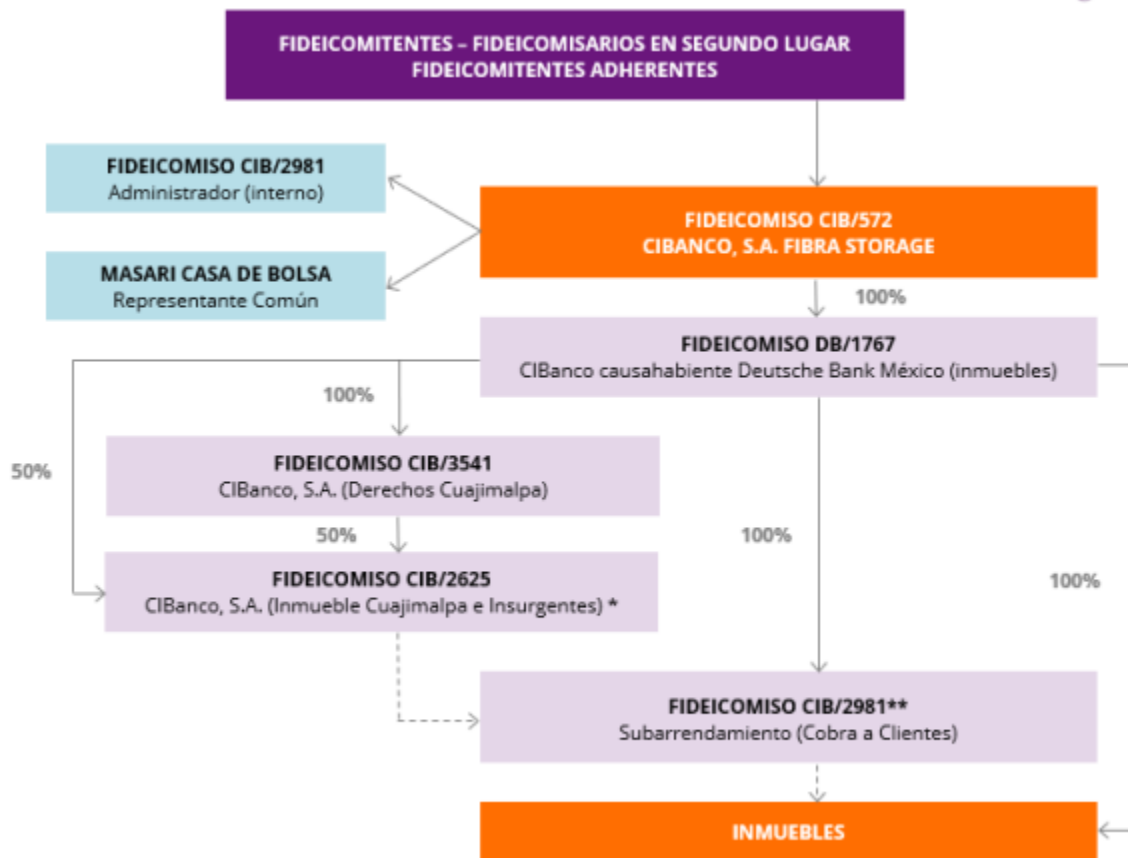 FIDEICOMITENTES – FIDEICOMISARIOS EN SEGUNDO LUGAR
FIDEICOMITENTES ADHERENTES
FIDEICOMISO CIB/2981
Administrador (interno)
FIDEICOMISO CIB/572
CIBANCO, S.A. FIBRA STORAGE
MASARI CASA DE BOLSA
Representante Común
100%
FIDEICOMISO DB/1767
CIBanco causahabiente Deutsche Bank México (inmuebles)
100%
50%
FIDEICOMISO CIB/3541
CIBanco, S.A. (Derechos Cuajimalpa)
50%
100%
100%
FIDEICOMISO CIB/2625
CIBanco, S.A. (Inmueble Cuajimalpa e Insurgentes) *
FIDEICOMISO CIB/2981**
Subarrendamiento (Cobra a Clientes)
INMUEBLES